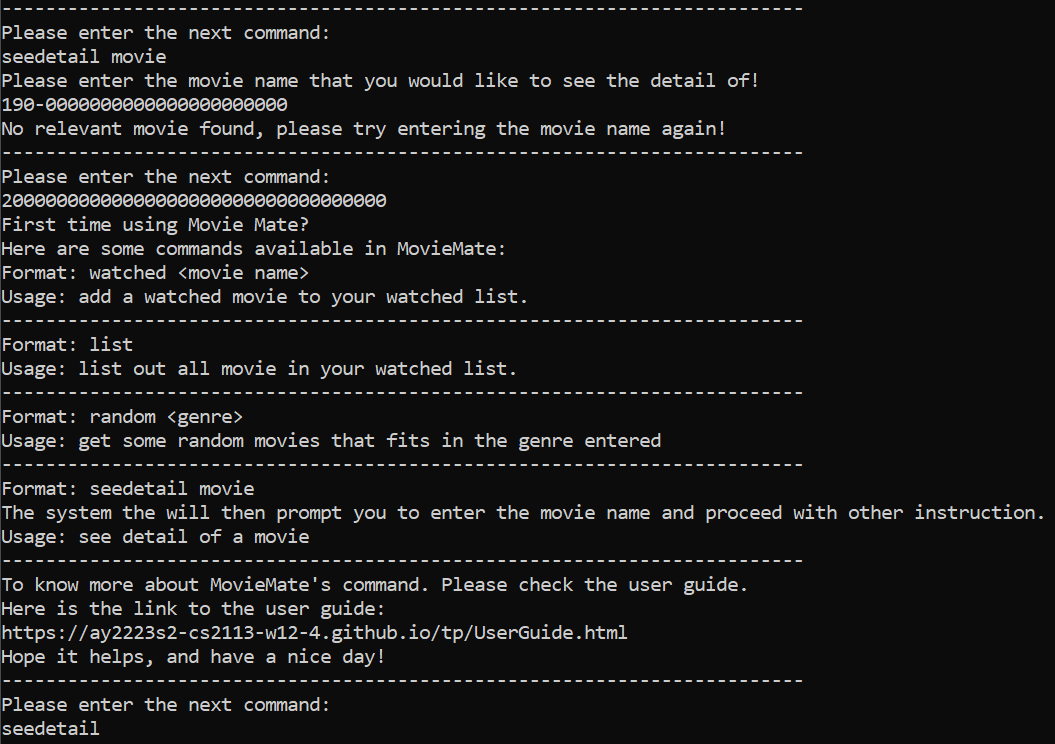 --------------------------------------------------------------------------
Please enter the next command:
seedetail movie
Please enter the movie name that you would like to see the detail of!
190-0000000000000000000000
No relevant movie found, please try entering the movie name again!
--------------------------------------------------------------------------
Please enter the next command:
20000000000000000000000000000000000
First time using Movie Mate?
Here are some commands available in MovieMate:
Format: watched <movie name>
Usage: add a watched movie to your watched list.
--------------------------------------------------------------------------
Format: list
Usage: list out all movie in your watched list.
--------------------------------------------------------------------------
Format: random <genre>
Usage: get some random movies that fits in the genre entered
--------------------------------------------------------------------------
Format: seedetail movie
The system the will then prompt you to enter the movie name and proceed with other instruction.
Usage: see detail of a movie
--------------------------------------------------------------------------
To know more about MovieMate's command. Please check the user guide.
Here is the link to the user guide:
https://ay2223s2-cs2113-w12-4.github.io/tp/UserGuide.html
Hope it helps, and have a nice day!
--------------------------------------------------------------------------
Please enter the next command:
seedetail